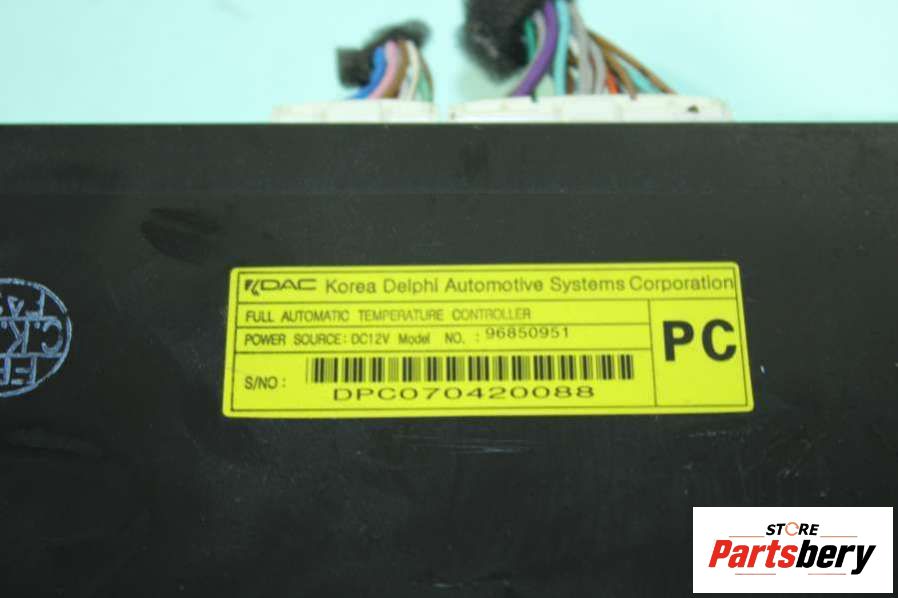 KDAC Korea Delphi Automotive Systems Corporation
FULL AUTOMATIC TEMPERATURE CONTROLLER
POWER SOURCE: DC12V Model NO. : 96850951
PC
S/NO :
DPC070420088
C.K.
STORE
Partsbery